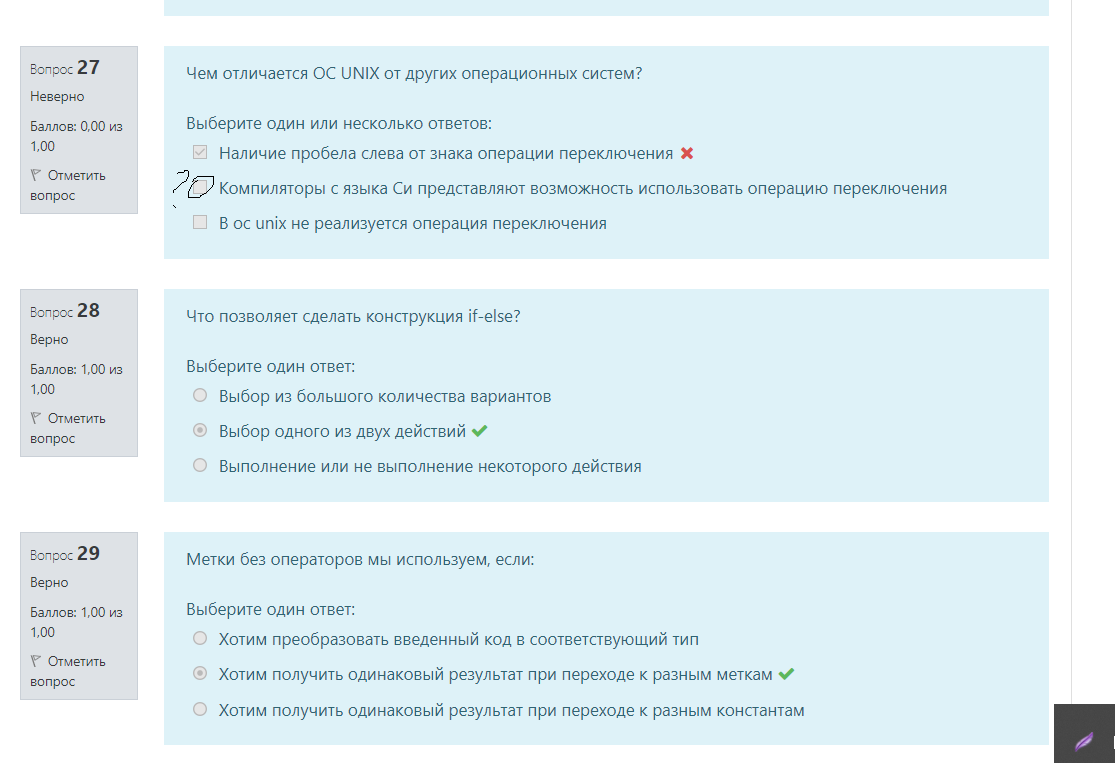 Вопрос 27
Неверно
Баллов: 0,00 из
1,00
Отметить
вопрос
Чем отличается ОС UNIX от других операционных систем?
Выберите один или несколько ответов:
Наличие пробела слева от знака операции переключения
?
Компиляторы с языка Си представляют возможность использовать операцию переключения
В ос unix не реализуется операция переключения
Вопрос 28
Верно
Баллов: 1,00 из
1,00
Отметить
вопрос
Что позволяет сделать конструкция if-else?
Выберите один ответ:
Выбор из большого количества вариантов
Выбор одного из двух действий
Выполнение или не выполнение некоторого действия
Вопрос 29
Верно
Баллов: 1,00 из
1,00
Отметить
вопрос
Метки без операторов мы используем, если:
Выберите один ответ:
Хотим преобразовать введенный код в соответствующий тип
Хотим получить одинаковый результат при переходе к разным меткам
Хотим получить одинаковый результат при переходе к разным константам